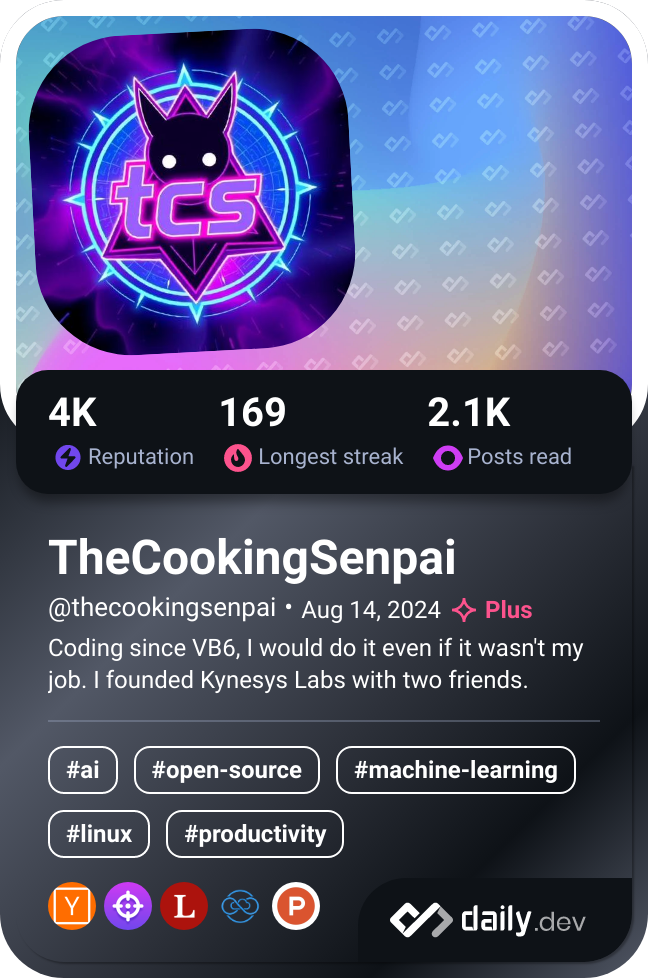 tcs
4K 169 2.1K
Reputation Longest streak Posts read
TheCookingSenpai
@thecookingsenpai • Aug 14, 2024 Plus
Coding since VB6, I would do it even if it wasn't my
job. I founded Kynesys Labs with two friends.
#ai #open-source #machine-learning
#linux #productivity
Y L P
daily.dev